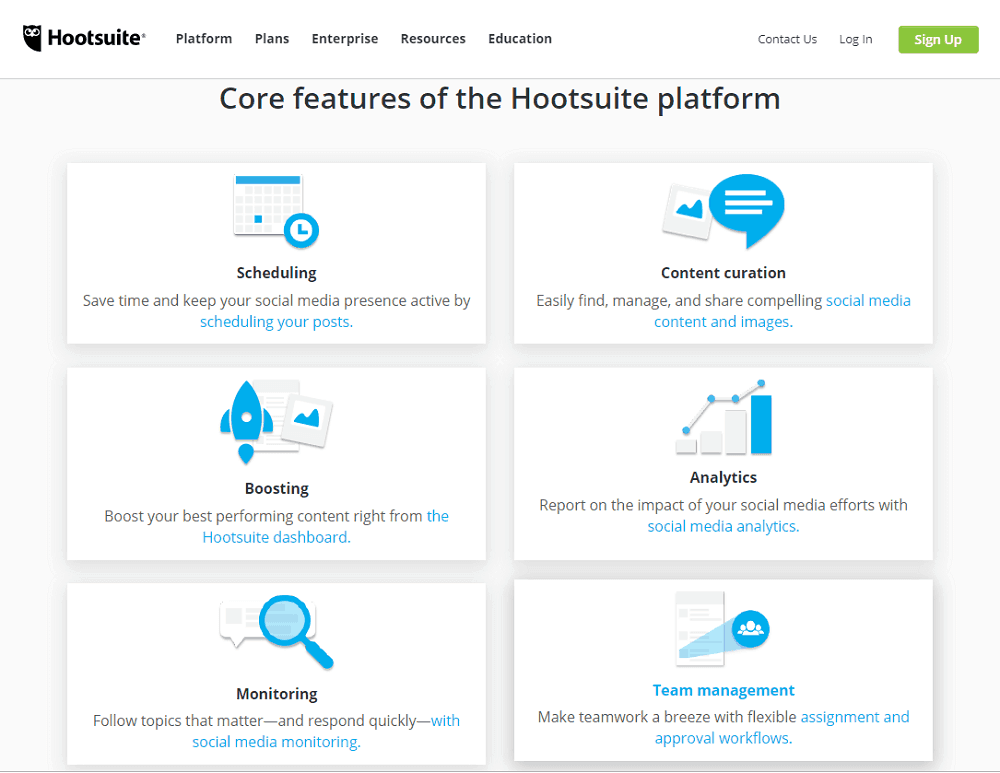 Hootsuite®
Platform Plans Enterprise Resources Education
Contact Us Log In Sign Up
Core features of the Hootsuite platform
Scheduling
Save time and keep your social media presence active by
scheduling your posts.
Content curation
Easily find, manage, and share compelling social media
content and images.
Boosting
Boost your best performing content right from the
Hootsuite dashboard.
Analytics
Report on the impact of your social media efforts with
social media analytics.
Monitoring
Follow topics that matter—and respond quickly—with
social media monitoring.
Team management
Make teamwork a breeze with flexible assignment and
approval workflows.